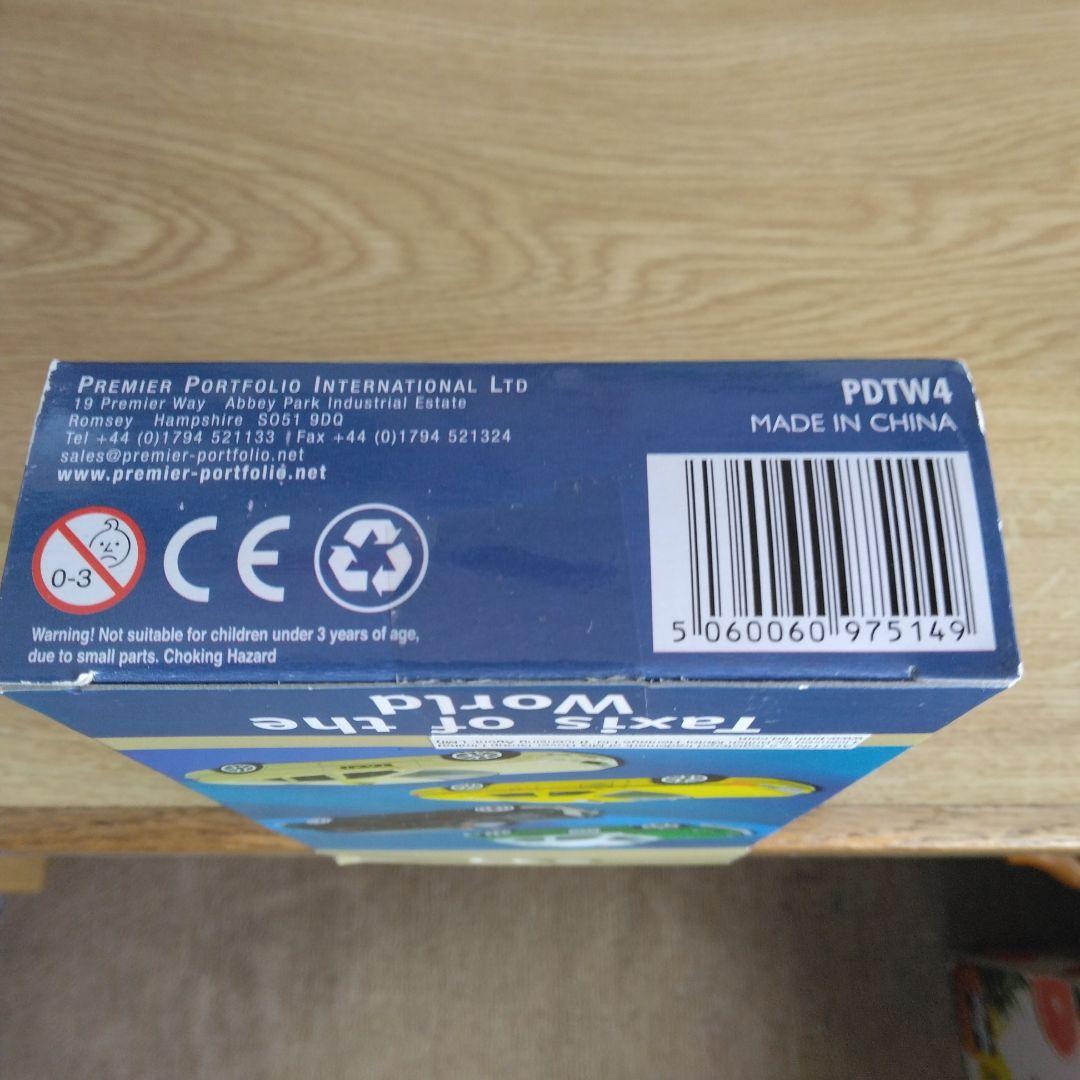 PREMIER PORTFOLIO INTERNATIONAL LTD
19 Premier Way Abbey Park Industrial Estate
Romsey Hampshire SO51 9DQ
Tel +44 (0)1794 521133 Fax +44 (0)1794 521324
sales@premier-portfolio.net
www.premier-portfolio.net
PDTW4
MADE IN CHINA
0-3
CE
Warning! Not suitable for children under 3 years of age,
due to small parts. Choking Hazard
5 060060 975149
Taxis of the
World